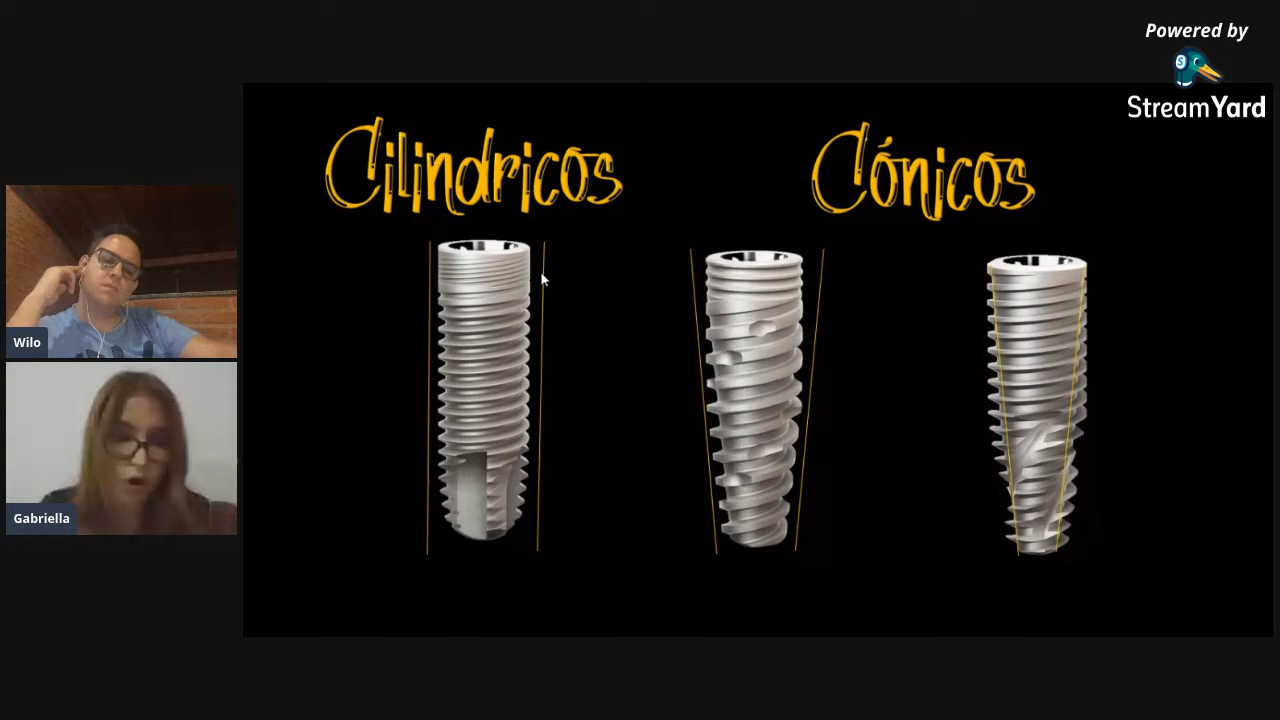 Powered by
StreamYard
Cilindricos
Cónicos
Wilo
Gabriella